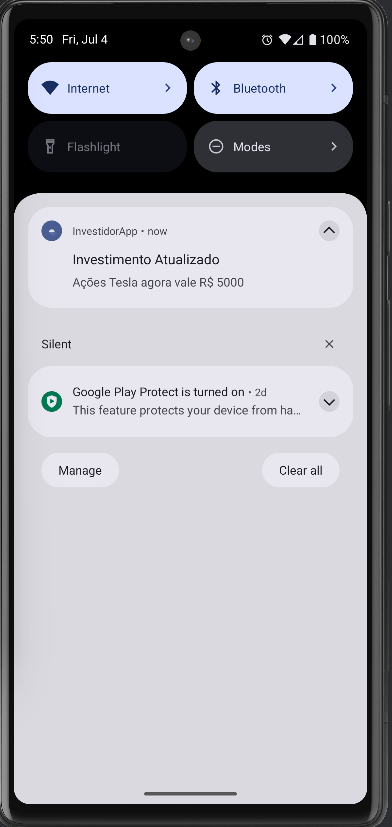 5:50 Fri, Jul 4 100%
Internet
Bluetooth
Flashlight
Modes
InvestidorApp • now
Investimento Atualizado
Ações Tesla agora vale R$ 5000
Silent
Google Play Protect is turned on • 2d
This feature protects your device from ha…
Manage
Clear all